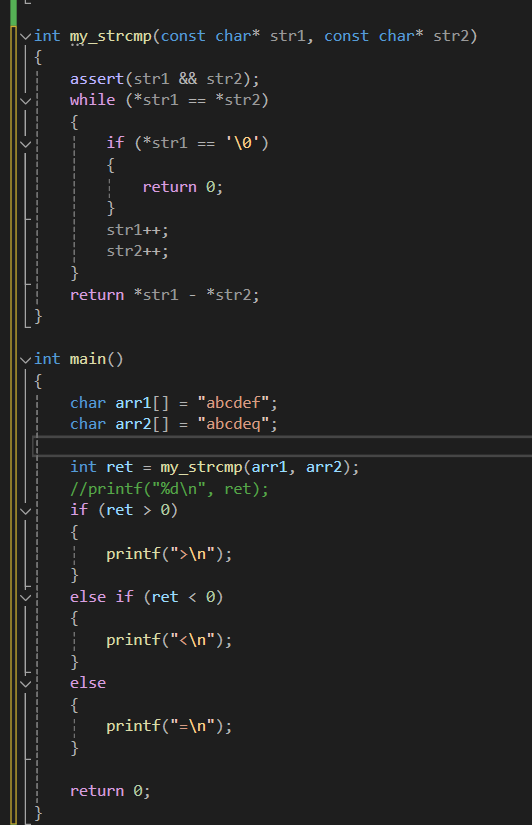 int my_strcmp(const char* str1, const char* str2)
{
assert(str1 && str2);
while (*str1 == *str2)
{
if (*str1 == '\0')
{
return 0;
}
str1++;
str2++;
}
return *str1 - *str2;
}
int main()
{
char arr1[] = "abcdef";
char arr2[] = "abcdeq";
int ret = my_strcmp(arr1, arr2);
//printf("%d\n", ret);
if (ret > 0)
{
printf(">\n");
}
else if (ret < 0)
{
printf("<\n");
}
else
{
printf("=\n");
}
return 0;
}